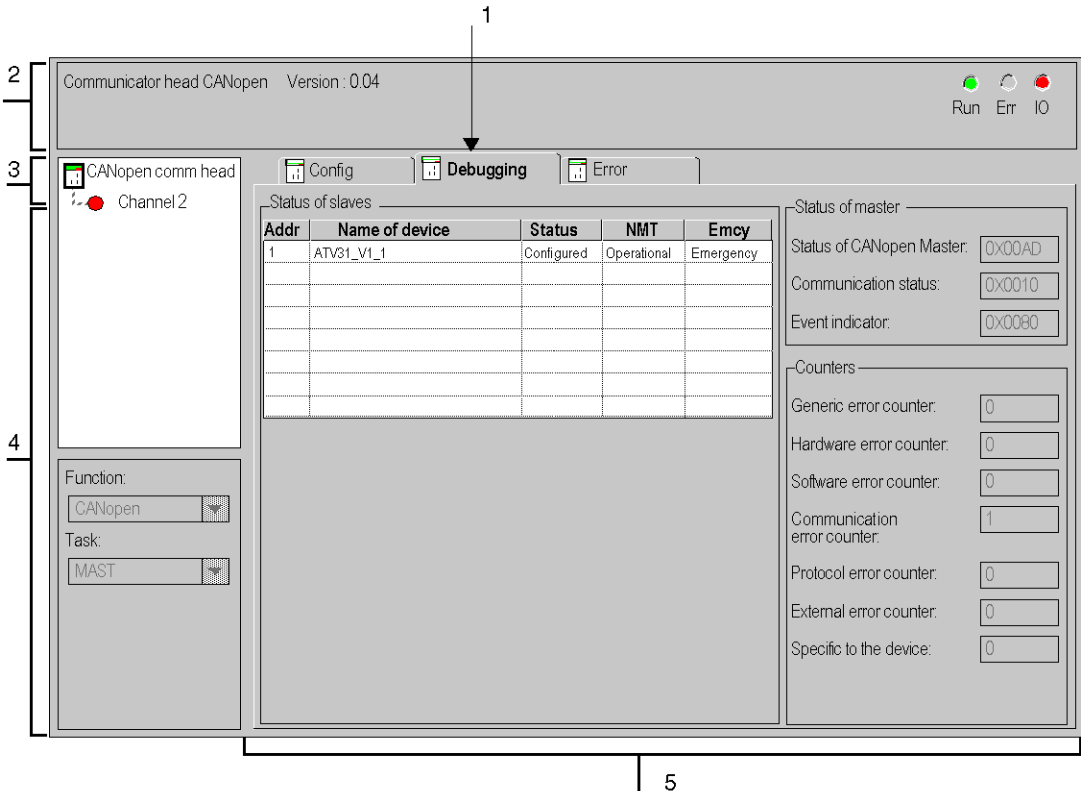 1
2
Communicator head CANopen Version : 0.04
Run Err IO
3
CANopen comm head
Channel 2
Config
Debugging
Error
Status of slaves
Addr Name of device Status NMT Emcy
1 ATV31_V1_1 Configured Operational Emergency
Status of master
Status of CANopen Master: 0X00AD
Communication status: 0X0010
Event indicator: 0X0080
Counters
Generic error counter: 0
Hardware error counter: 0
Software error counter: 0
Communication
error counter: 1
Protocol error counter: 0
External error counter: 0
Specific to the device: 0
4
Function:
CANopen
Task:
MAST
5